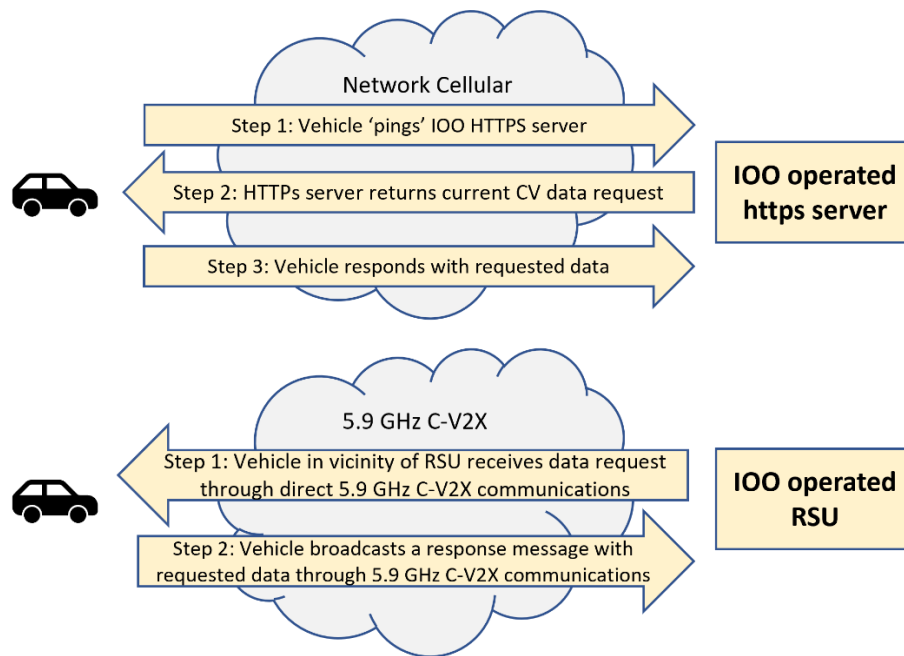 Network Cellular
Step 1: Vehicle ‘pings’ IOO HTTPS server
Step 2: HTTPs server returns current CV data request
Step 3: Vehicle responds with requested data
IOO operated
https server
5.9 GHz C-V2X
Step 1: Vehicle in vicinity of RSU receives data request
through direct 5.9 GHz C-V2X communications
Step 2: Vehicle broadcasts a response message with
requested data through 5.9 GHz C-V2X communications
IOO operated
RSU